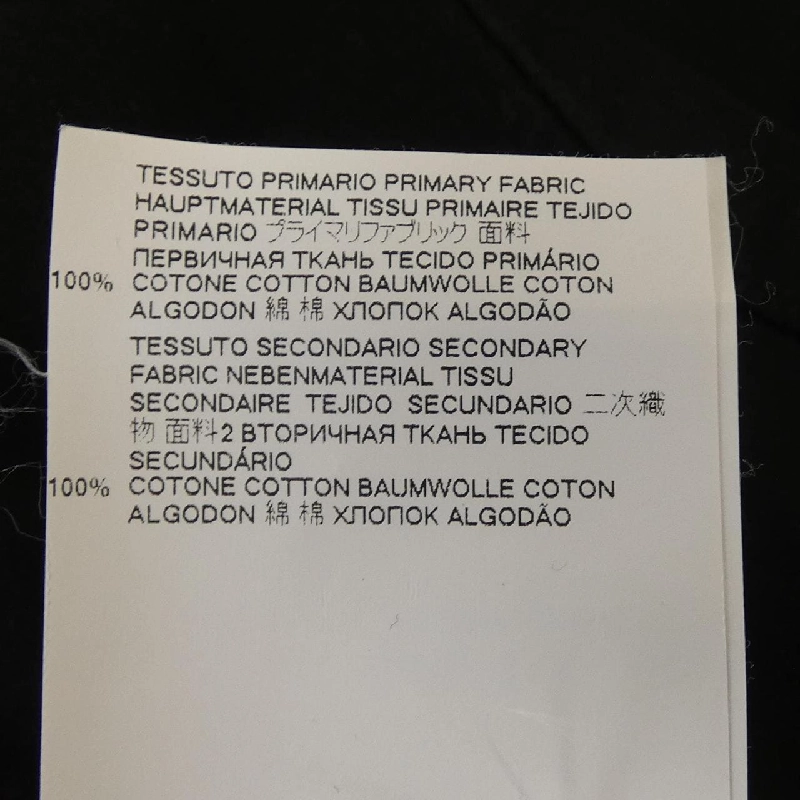 TESSUTO PRIMARIO PRIMARY FABRIC
HAUPTMATERIAL TISSU PRIMAIRE TEJIDO
PRIMARIO プライマリファブリック 面料
ПЕРВИЧНАЯ ТКАНЬ TECIDO PRIMÁRIO
100% COTONE COTTON BAUMWOLLE COTON
ALGODON 綿 棉 ХЛОПОК ALGODÃO
TESSUTO SECONDARIO SECONDARY
FABRIC NEBENMATERIAL TISSU
SECONDAIRE TEJIDO SECUNDARIO 二次織
物 面料2 ВТОРИЧНАЯ ТКАНЬ TECIDO
SECUNDÁRIO
100% COTONE COTTON BAUMWOLLE COTON
ALGODON 綿 棉 ХЛОПОК ALGODÃO